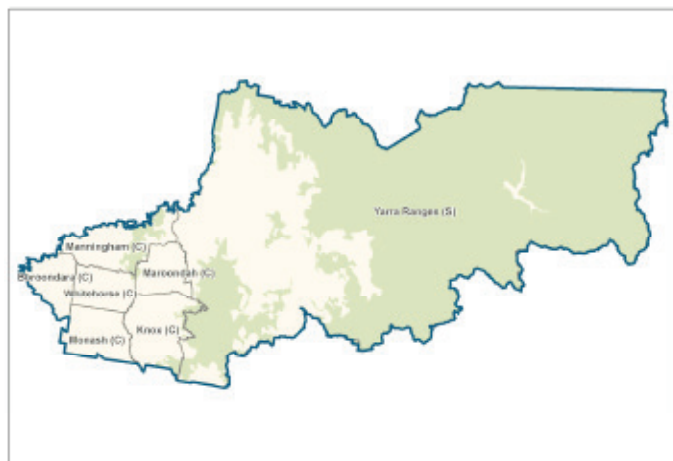 Yarra Ranges (S)
Manningham (C)
Maroondah (C)
Boroondara (C)
Whitehorse (C)
Knox (C)
Monash (C)